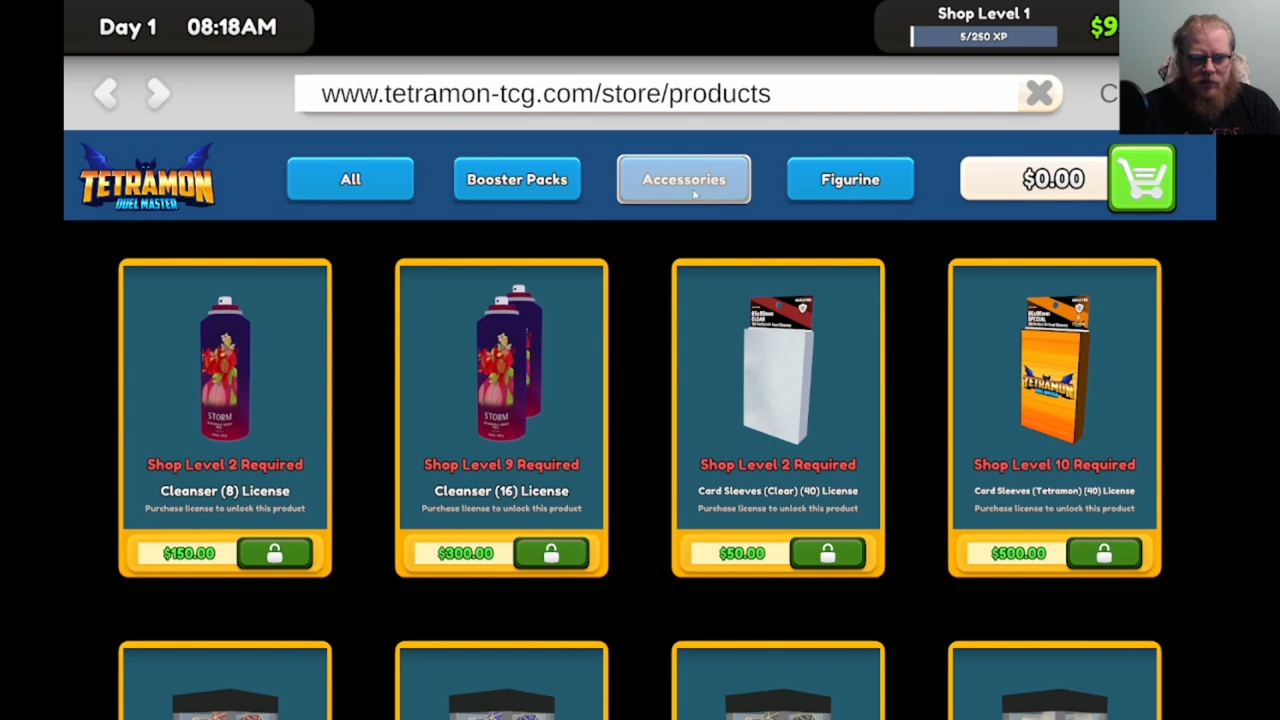 Day 1 08:18AM
Shop Level 1
5/250 XP
$9
www.tetramon-tcg.com/store/products
C
TETRAMON
DUEL MASTER
All
Booster Packs
Accessories
Figurine
$0.00
STORM
STORM
CLEAR
SPECIAL
TETRAMON
Shop Level 2 Required
Cleanser (8) License
Purchase license to unlock this product
$150.00
Shop Level 9 Required
Cleanser (16) License
Purchase license to unlock this product
$300.00
Shop Level 2 Required
Card Sleeves (Clear) (40) License
Purchase license to unlock this product
$50.00
Shop Level 10 Required
Card Sleeves (Tetramon) (40) License
Purchase license to unlock this product
$500.00